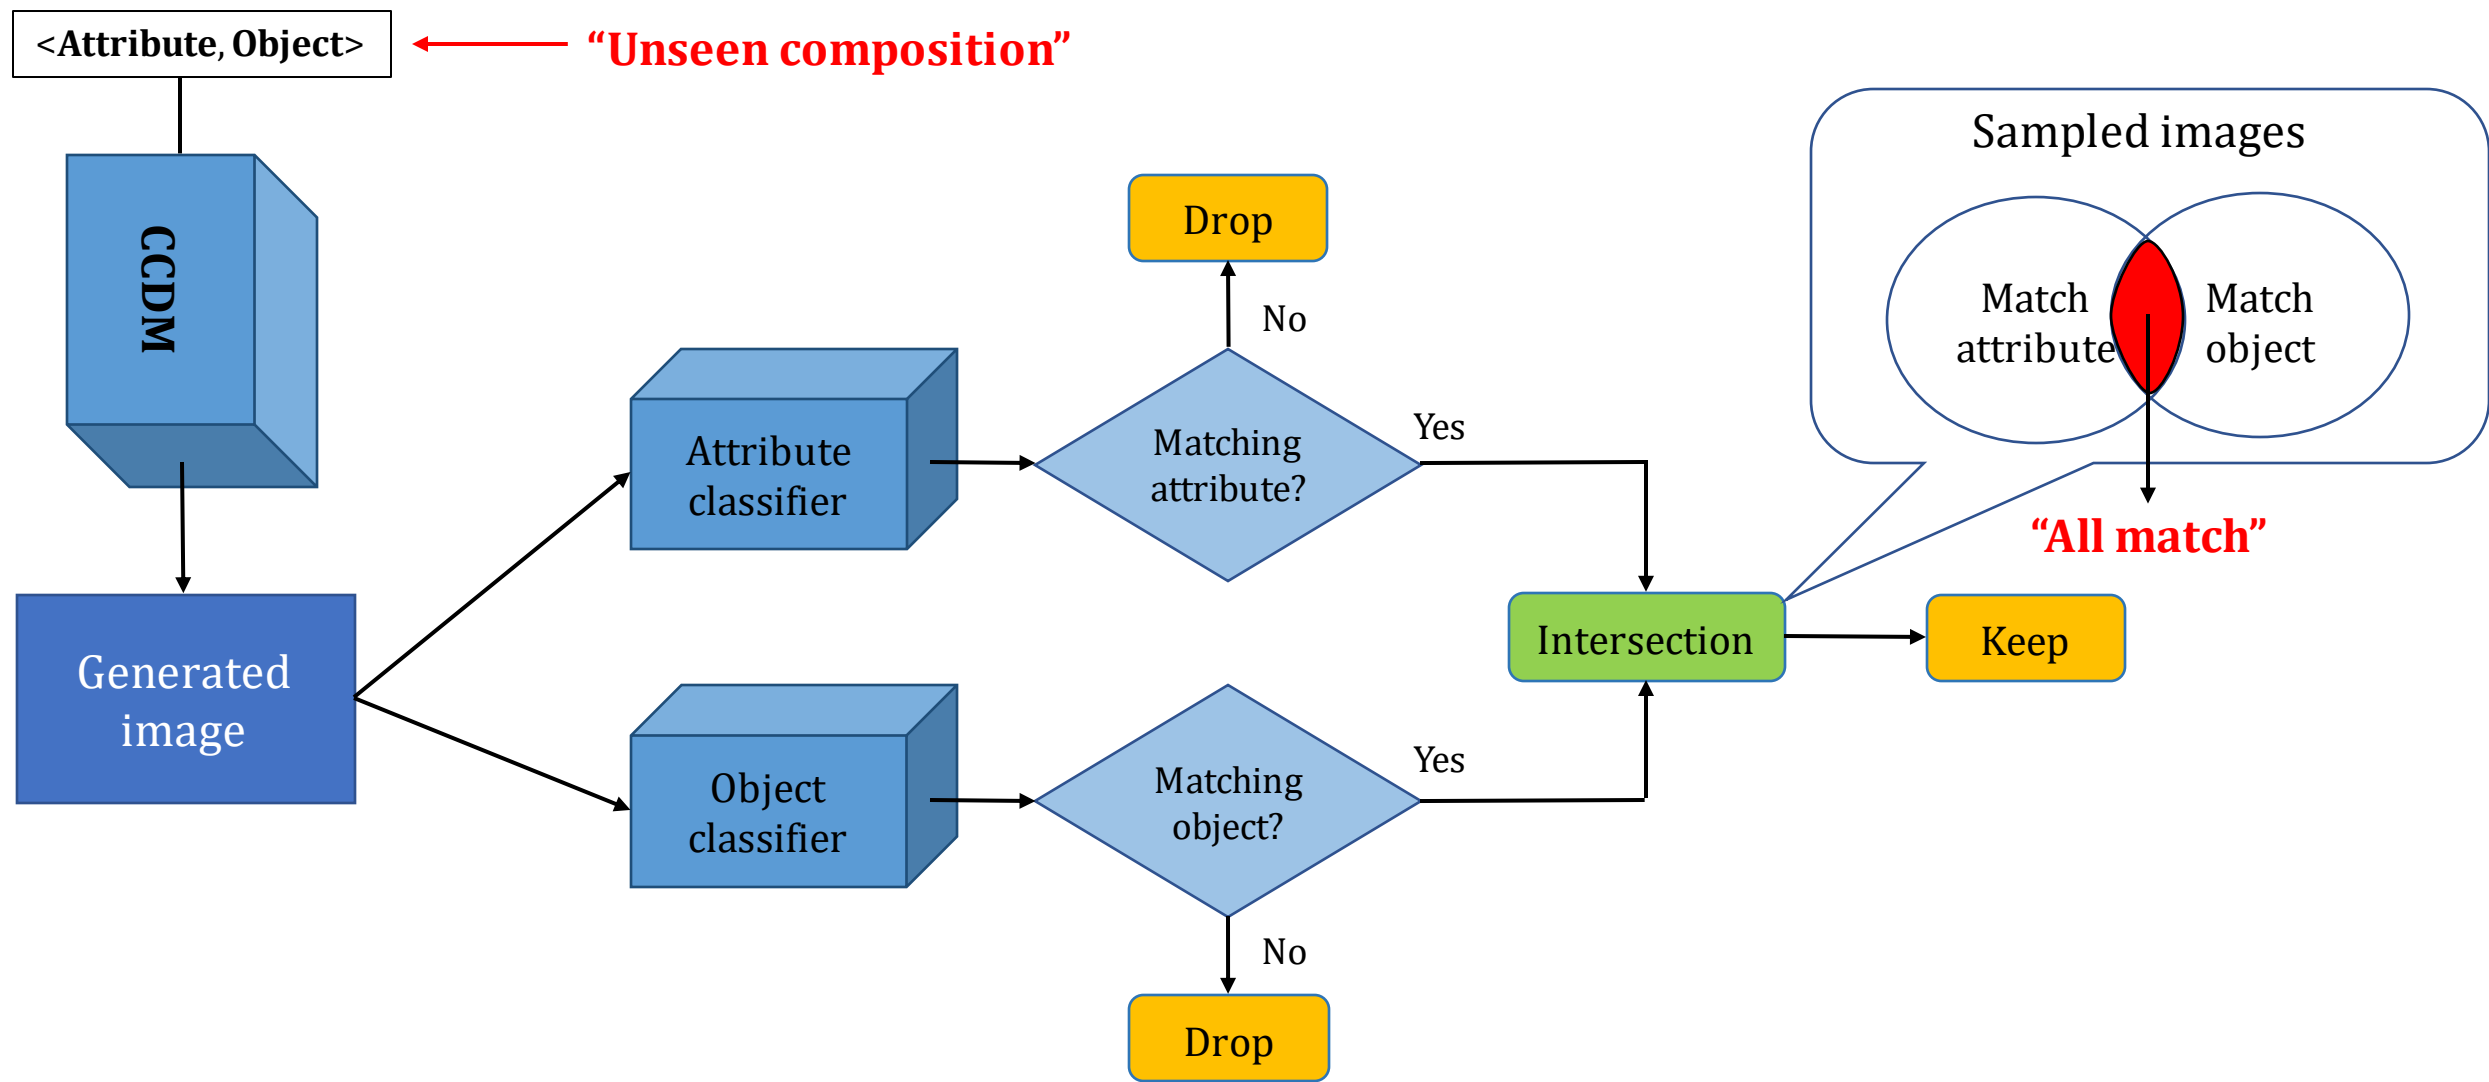 <Attribute, Object>
“Unseen composition”
CCDM
Generated
image
Attribute
classifier
Object
classifier
Drop
No
Matching
attribute?
Yes
Matching
object?
Yes
No
Drop
Intersection
Keep
Sampled images
Match
attribute
Match
object
“All match”